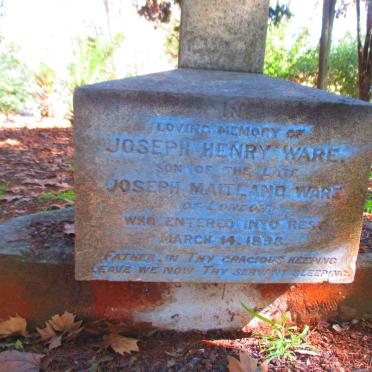 IN
LOVING MEMORY OF
JOSEPH HENRY WARE
SON OF THE LATE
JOSEPH MAITLAND WARE
OF LONDON
WHO ENTERED INTO REST
MARCH 14. 1898.
FATHER, IN THY GRACIOUS KEEPING
LEAVE WE NOW THY SERVANT SLEEPING.